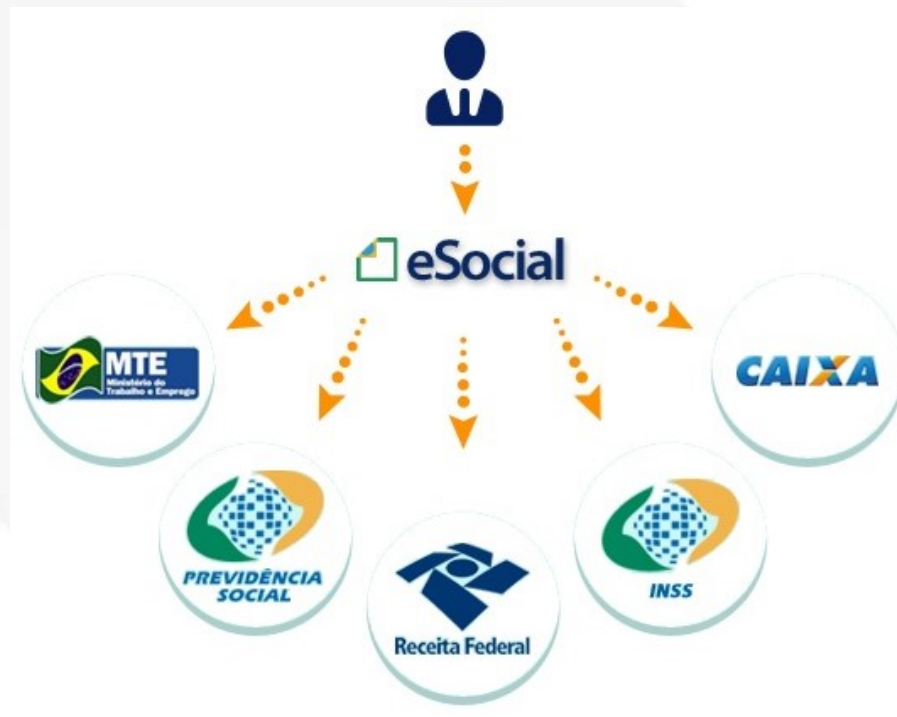 eSocial
MTE
Ministério do
Trabalho e Emprego
CAIXA
PREVIDÊNCIA
SOCIAL
INSS
Receita Federal